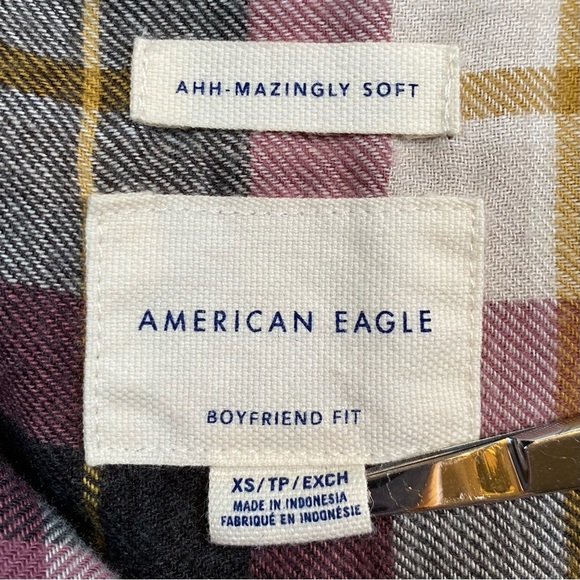 AHH-MAZINGLY SOFT
AMERICAN EAGLE
BOYFRIEND FIT
XS/TP/EXCH
MADE IN INDONESIA
FABRIQUÉ EN INDONÉSIE